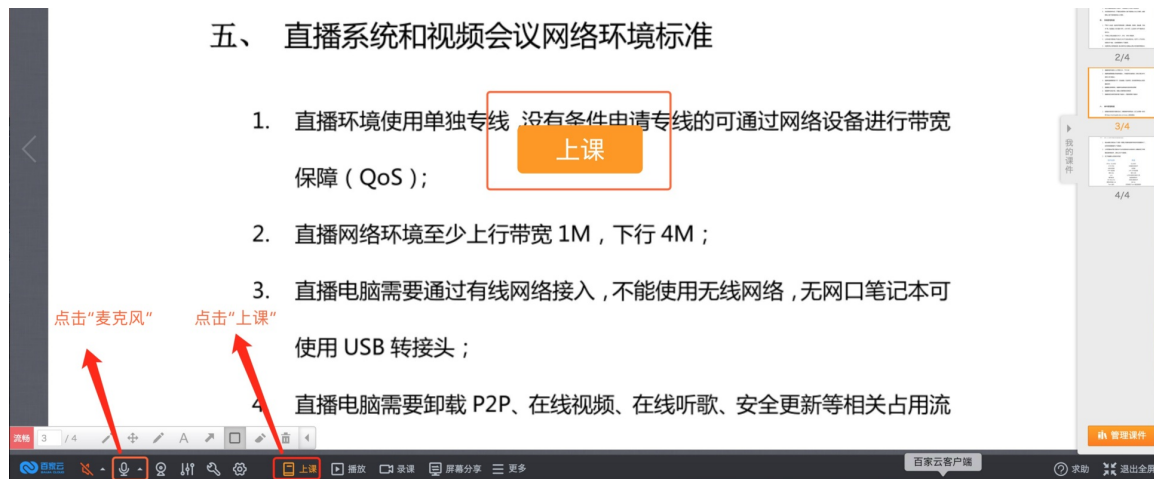 五、 直播系统和视频会议网络环境标准
2/4
1. 直播环境使用单独专线，没有条件申请专线的可通过网络设备进行带宽
上课
保障（QoS）；
3/4
我的课件
4/4
2. 直播网络环境至少上行带宽 1M，下行 4M；
3. 直播电脑需要通过有线网络接入，不能使用无线网络，无网口笔记本可
点击“麦克风” 点击“上课”
使用 USB 转接头；
4. 直播电脑需要卸载 P2P、在线视频、在线听歌、安全更新等相关占用流
流畅 3 / 4 A
管理课件
百家云 上课 播放 录课 屏幕分享 更多 百家云客户端 求助 退出全屏